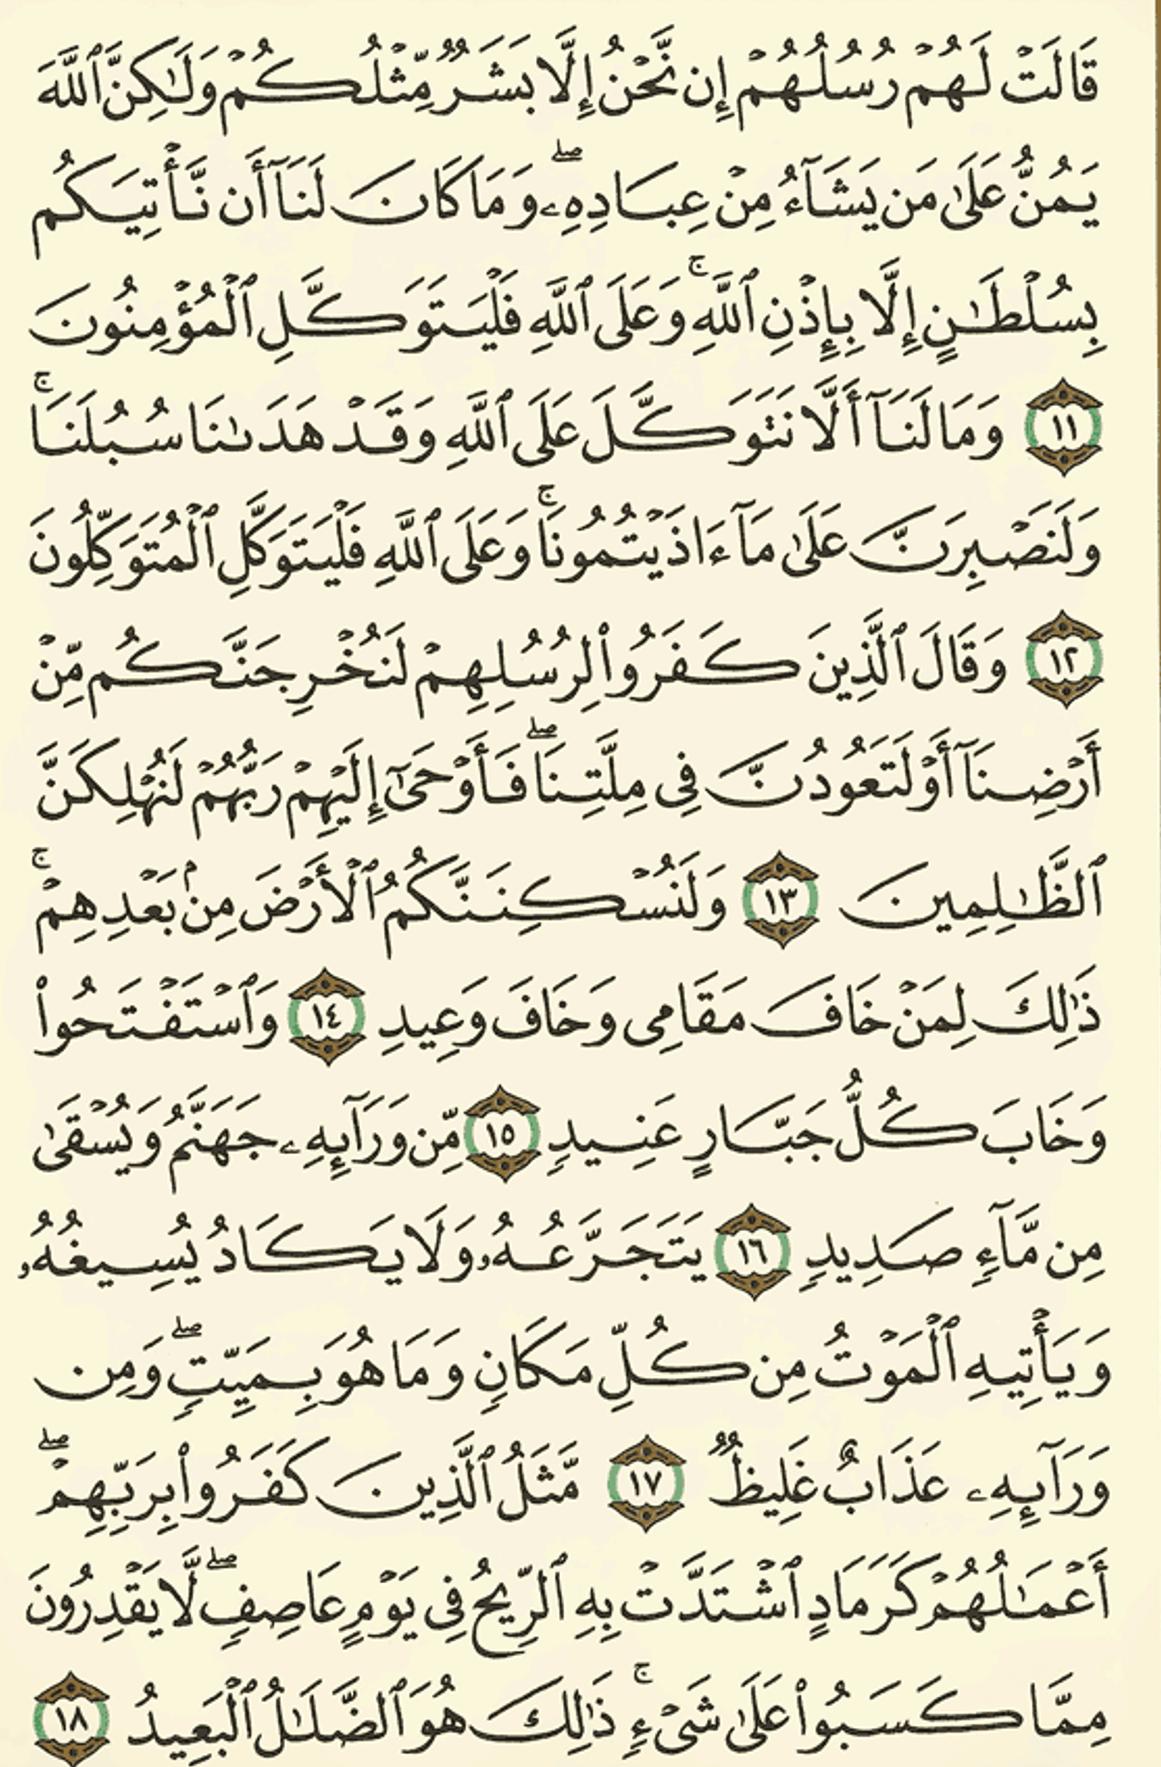 قَالَتْ لَهُمْ رُسُلُهُمْ إِن نَّحْنُ إِلَّا بَشَرٌ مِّثْلُكُمْ وَلَٰكِنَّ ٱللَّهَ
يَمُنُّ عَلَىٰ مَن يَشَآءُ مِنْ عِبَادِهِۦ ۖ وَمَا كَانَ لَنَآ أَن نَّأْتِيَكُم
بِسُلْطَٰنٍ إِلَّا بِإِذْنِ ٱللَّهِ ۚ وَعَلَى ٱللَّهِ فَلْيَتَوَكَّلِ ٱلْمُؤْمِنُونَ
١١ وَمَا لَنَآ أَلَّا نَتَوَكَّلَ عَلَى ٱللَّهِ وَقَدْ هَدَىٰنَا سُبُلَنَا ۚ
وَلَنَصْبِرَنَّ عَلَىٰ مَآ ءَاذَيْتُمُونَا ۚ وَعَلَى ٱللَّهِ فَلْيَتَوَكَّلِ ٱلْمُتَوَكِّلُونَ
١٢ وَقَالَ ٱلَّذِينَ كَفَرُوا۟ لِرُسُلِهِمْ لَنُخْرِجَنَّكُم مِّنْ
أَرْضِنَآ أَوْ لَتَعُودُنَّ فِى مِلَّتِنَا ۖ فَأَوْحَىٰٓ إِلَيْهِمْ رَبُّهُمْ لَنُهْلِكَنَّ
ٱلظَّٰلِمِينَ ١٣ وَلَنُسْكِنَنَّكُمُ ٱلْأَرْضَ مِنۢ بَعْدِهِمْ ۚ
ذَٰلِكَ لِمَنْ خَافَ مَقَامِى وَخَافَ وَعِيدِ ١٤ وَٱسْتَفْتَحُوا۟
وَخَابَ كُلُّ جَبَّارٍ عَنِيدٍ ١٥ مِّن وَرَآئِهِۦ جَهَنَّمُ وَيُسْقَىٰ
مِن مَّآءٍ صَدِيدٍ ١٦ يَتَجَرَّعُهُۥ وَلَا يَكَادُ يُسِيغُهُۥ
وَيَأْتِيهِ ٱلْمَوْتُ مِن كُلِّ مَكَانٍ وَمَا هُوَ بِمَيِّتٍ ۖ وَمِن
وَرَآئِهِۦ عَذَابٌ غَلِيظٌ ١٧ مَّثَلُ ٱلَّذِينَ كَفَرُوا۟ بِرَبِّهِمْ ۖ
أَعْمَٰلُهُمْ كَرَمَادٍ ٱشْتَدَّتْ بِهِ ٱلرِّيحُ فِى يَوْمٍ عَاصِفٍ ۖ لَّا يَقْدِرُونَ
مِمَّا كَسَبُوا۟ عَلَىٰ شَىْءٍ ۚ ذَٰلِكَ هُوَ ٱلضَّلَٰلُ ٱلْبَعِيدُ ١٨